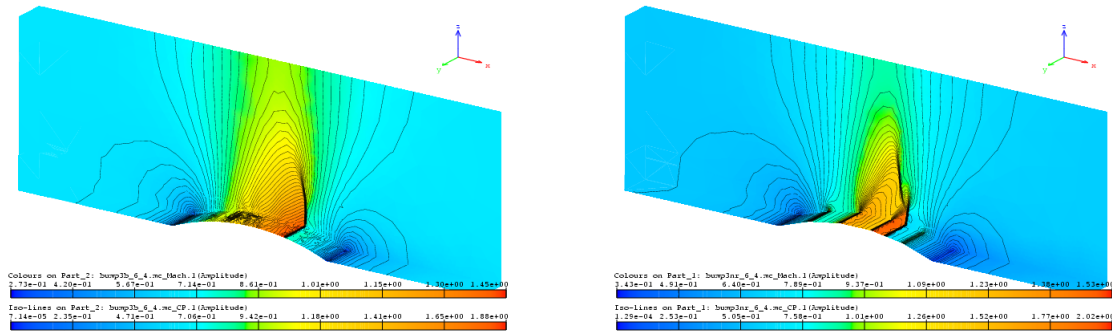 z
y
x
Colours on Part_2: bump3b_6_4.mc_Mach.1(Amplitude)
2.73e-01 4.20e-01 5.67e-01 7.14e-01 8.61e-01 1.01e+00 1.15e+00 1.30e+00 1.45e+00
Iso-lines on Part_2: bump3b_6_4.mc_CP.1(Amplitude)
7.14e-05 2.35e-01 4.71e-01 7.06e-01 9.42e-01 1.18e+00 1.41e+00 1.65e+00 1.88e+00
z
y
x
Colours on Part_1: bump3nr_6_4.mc_Mach.1(Amplitude)
3.43e-01 4.91e-01 6.40e-01 7.89e-01 9.37e-01 1.09e+00 1.23e+00 1.38e+00 1.53e+00
Iso-lines on Part_1: bump3nr_6_4.mc_CP.1(Amplitude)
1.29e-04 2.53e-01 5.05e-01 7.58e-01 1.01e+00 1.26e+00 1.52e+00 1.77e+00 2.02e+00